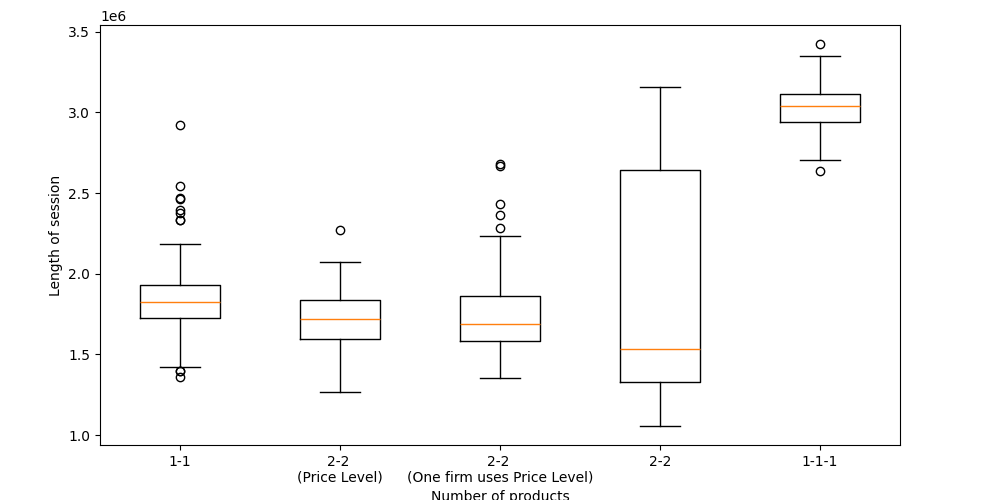 1e6
3.5
3.0
2.5
2.0
1.5
1.0
Length of session
1-1 2-2 2-2 2-2 1-1-1
(Price Level) (One firm uses Price Level)
Number of products